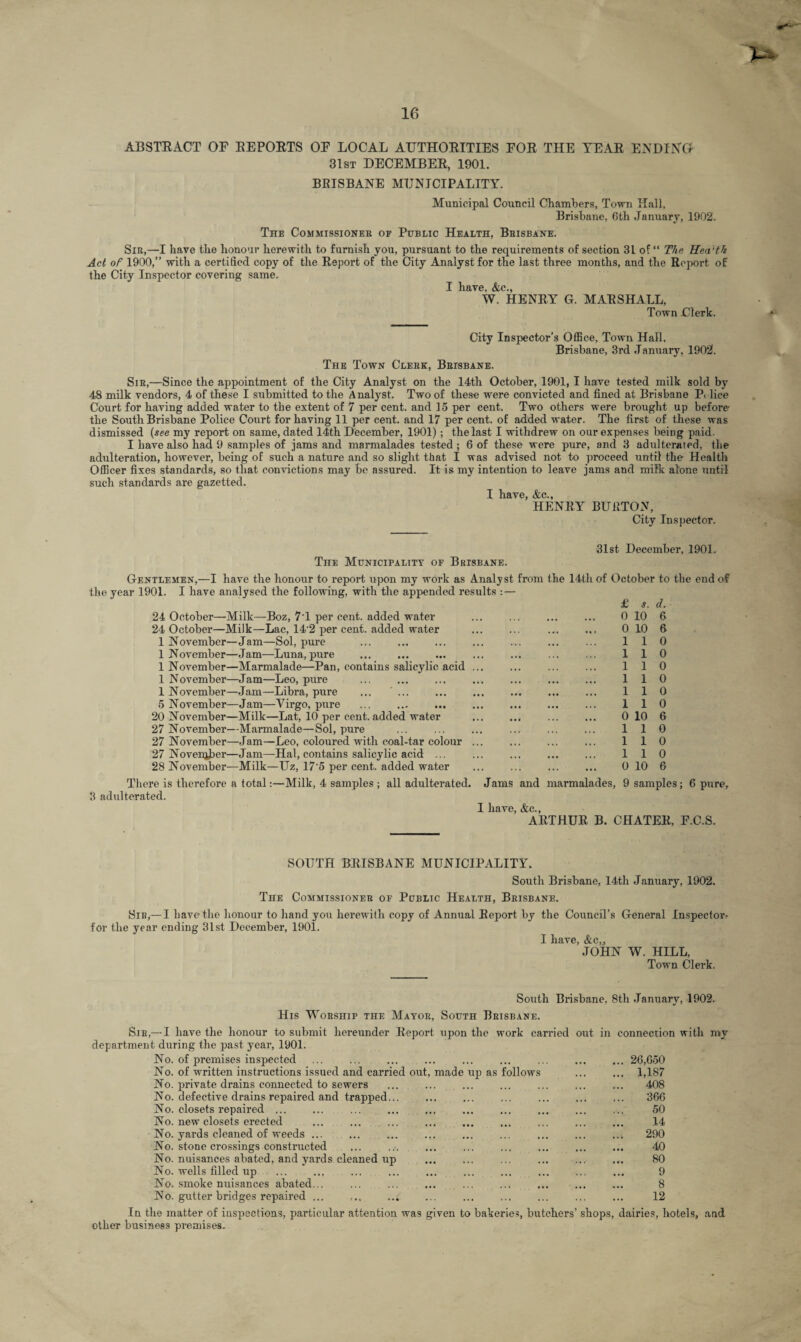 16
ABSTRACT OF REPORTS OF LOCAL AUTHORITIES FOR THE YEAR ENDING
31ST DECEMBER, 1901.
BRISBANE MUNICIPALITY.
Municipal Council Chambers, Town Hall,
Brisbane, 6th January, 1902.
THE COMMISSIONER OF PUBLIC HEALTH, BRISBANE.
SIR,—I have the honour herewith to furnish you, pursuant to the requirements of section 31 of “ The Hea'th
Act of 1900,” with a certified copy of the Report of the City Analyst for the last three months, and the Report of
the City Inspector covering same.
I have, &c.,
W. HENRY G. MARSHALL,
Town Clerk.
City Inspector's Office, Town Hall.
Brisbane, 3rd January, 1902.
THE TOWN CLERK, BRISBANE.
SIR,—Since the appointment of the City Analyst on the 14th October, 1901, I have tested milk sold by
48 milk vendors, 4 of these I submitted to the Analyst. Two of these were convicted and fined at Brisbane P. lice
Court for having added water to the extent of 7 per cent. and 15 per cent. Two others were brought up before
the South Brisbane Police Court for having 11 per cent. and 17 per cent. of added water. The first of these was
dismissed (see my report on same, dated 14th December, 1901) ; the last I withdrew on our expenses being paid.
I have also had 9 samples of jams and marmalades tested ; 6 of these were pure, and 3 adulterated, the
adulteration, however, being of such a nature and so slight that I was advised not to proceed until the Health
Officer fixes standards, so that convictions may be assured. It is my intention to leave jams and milk alone until
such standards are gazetted.
I have, &c.,
HENRY BURTON,
City Inspector.
31st December, 1901.
THE MUNICIPALITY OF BRISBANE.
GENTLEMEN,—I have the honour to report upon my work as Analyst from the 14th of October to the end of
the year 1901. I have analysed the following, with the appended results :—
£ s. d.
24 October—Milk—Boz, 7·1 per cent. added water ... ... ... ... 0 10 6
24 October—Milk—Lac, 14·2 per cent. added water ... ... ... ... 0 10 6
1 November—Jam—Sol, pure ... ... ... ... ... ... ... 1 1 0
1 November—Jam—Luna, pure ... ... ... ... ... ... ... 1 1 0
1 November—Marmalade—Pan, contains salicylic acid ... ... ... ... 1 1 0
1 November—Jam—Leo, pure ... ... ... ... ... ... ... 1 1 0
1 November—Jam—Libra, pure ... ... ... ... ... ... ... 1 1 0
5 November—Jam—Virgo, pure ... ... ... ... ... ... ... 1 1 0
20 November—Milk—Lat, 10 per cent. added water ... ... ... ... 0 10 6
27 November—Marmalade—Sol, pure ... ... ... ... ... ... 1 1 0
27 November—Jam—Leo, coloured with coal-tar colour ... ... ... ... 1 1 0
27 November—Jam—Hal, contains salicylic acid ... ... ... ... ... 1 1 0
28 November—Milk—Uz, 17·5 per cent. added water ... ... ... ... 0 10 6
There is therefore a total:—Milk, 4 samples ; all adulterated. Jams and marmalades, 9 samples; 6 pure,
3 adulterated.
I have, &c.,
ARTHUR B. CHATER, F.C.S.
SOUTH BRISBANE MUNICIPALITY.
South Brisbane, 14th January, 1902.
THE COMMISSIONER OF PUBLIC HEALTH, BRISBANE.
SIR,—I have the honour to hand you herewith copy of Annual Report by the Council's General Inspector
for the year ending 31st December, 1901.
I have, &c.,
JOHN W. HILL,
Town Clerk.
South Brisbane, 8th January, 1902.
HIS WORSHIP THE MAYOR, SOUTH BRISBANE.
SIR,—I have the honour to submit hereunder Report upon the work carried out in connection with my
department during the past year, 1901.
No. of premises inspected ... ... ... ... ... ... ... ... ... 26,650
No. of written instructions issued and carried out, made up as follows ... ... 1,187
No. private drains connected to sewers ... ... ... ... ... ... ... 408
No. defective drains repaired and trapped... ... ... ... ... ... ... 366
No. closets repaired ... ... ... ... ... ... ... ... ... ... 50
No. new closets erected ... ... ... ... ... ... ... ... ... 14
No. yards cleaned of weeds ... ... ... ... ... ... ... ... ... 290
No. stone crossings constructed ... ... ... ... ... ... ... ... 40
No. nuisances abated, and yards cleaned up ... ... ... ... ... ... 80
No. wells filled up ... ... ... ... ... ... ... ... ... ... 9
No. smoke nuisances abated... ... ... ... ... ... ... ... ... 8
No. gutter bridges repaired ... ... ... ... ... ... ... ... ... 12
In the matter of inspections, particular attention was given to bakeries, butchers' shops, dairies, hotels, and
other business premises.